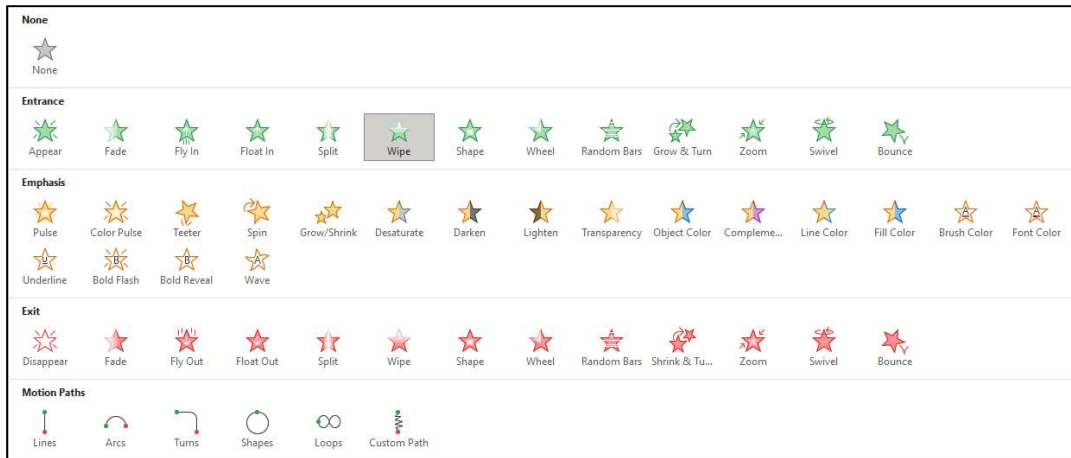 None
None
Entrance
Appear Fade Fly In Float In Split Wipe Shape Wheel Random Bars Grow & Turn Zoom Swivel Bounce
Emphasis
Pulse Color Pulse Teeter Spin Grow/Shrink Desaturate Darken Lighten Transparency Object Color Compleme... Line Color Fill Color Brush Color Font Color
Underline Bold Flash Bold Reveal Wave
Exit
Disappear Fade Fly Out Float Out Split Wipe Shape Wheel Random Bars Shrink & Tu... Zoom Swivel Bounce
Motion Paths
Lines Arcs Turns Shapes Loops Custom Path